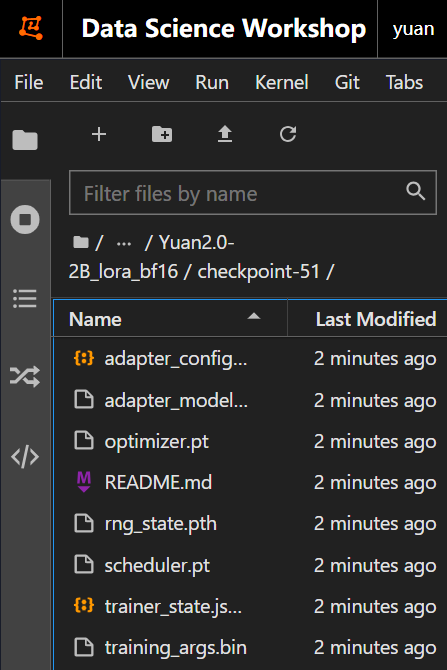 Data Science Workshop yuan
File Edit View Run Kernel Git Tabs
Filter files by name
/ ... / Yuan2.0-
2B_lora_bf16 / checkpoint-51 /
Name Last Modified
adapter_config... 2 minutes ago
adapter_model... 2 minutes ago
optimizer.pt 2 minutes ago
README.md 2 minutes ago
rng_state.pth 2 minutes ago
scheduler.pt 2 minutes ago
trainer_state.js... 2 minutes ago
training_args.bin 2 minutes ago